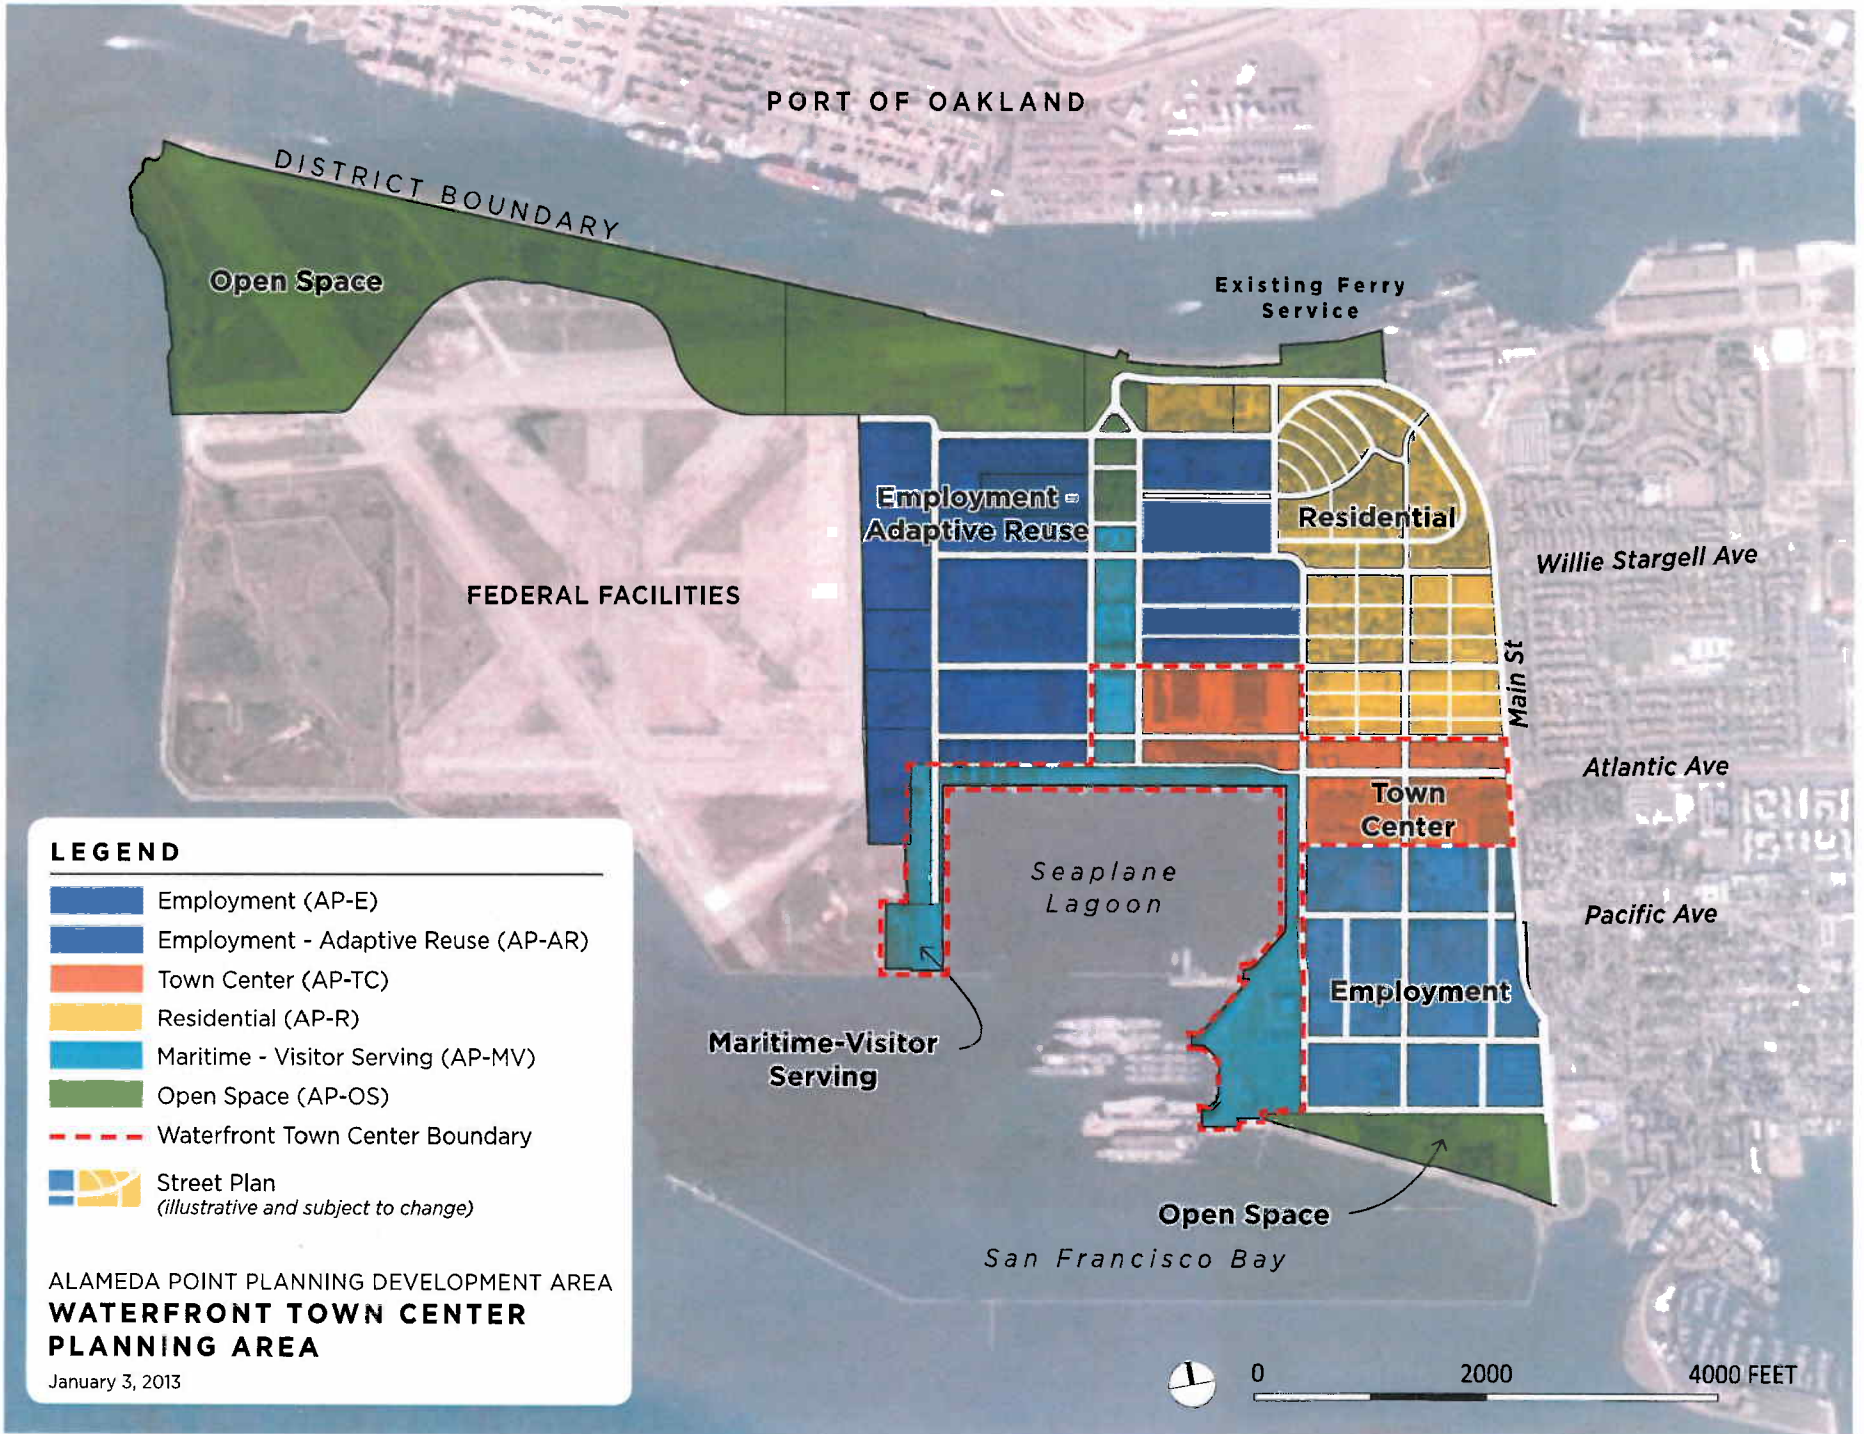 PORT OF OAKLAND
DISTRICT BOUNDARY
Open Space
Existing Ferry
Service
Employment -
Adaptive Reuse
Residential
Willie Stargell Ave
FEDERAL FACILITIES
Main St
Atlantic Ave
Town
Center
Seaplane
Lagoon
Pacific Ave
Employment
Maritime-Visitor
Serving
Open Space
San Francisco Bay
0 2000 4000 FEET
LEGEND
Employment (AP-E)
Employment - Adaptive Reuse (AP-AR)
Town Center (AP-TC)
Residential (AP-R)
Maritime - Visitor Serving (AP-MV)
Open Space (AP-OS)
Waterfront Town Center Boundary
Street Plan
(illustrative and subject to change)
ALAMEDA POINT PLANNING DEVELOPMENT AREA
WATERFRONT TOWN CENTER
PLANNING AREA
January 3, 2013